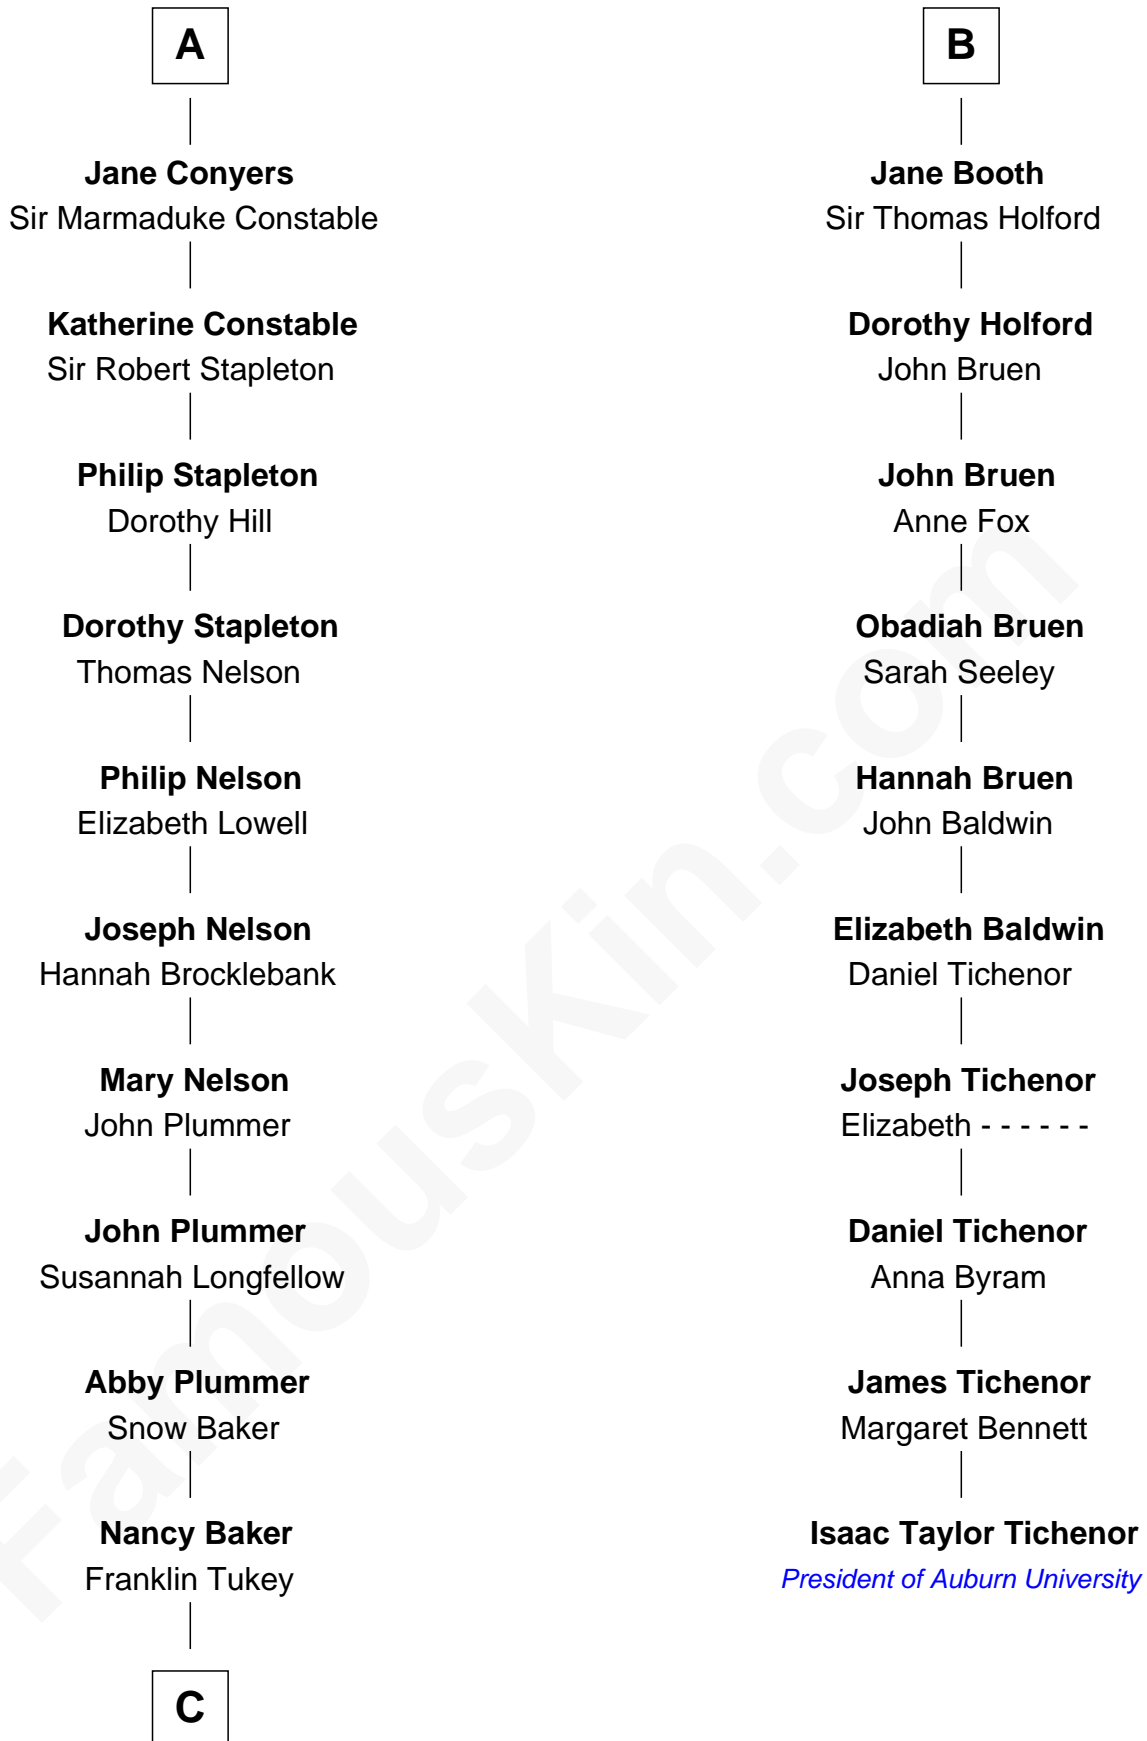 A
Jane Conyers
Sir Marmaduke Constable
Katherine Constable
Sir Robert Stapleton
Philip Stapleton
Dorothy Hill
Dorothy Stapleton
Thomas Nelson
Philip Nelson
Elizabeth Lowell
Joseph Nelson
Hannah Brocklebank
Mary Nelson
John Plummer
John Plummer
Susannah Longfellow
Abby Plummer
Snow Baker
Nancy Baker
Franklin Tukey
C
B
Jane Booth
Sir Thomas Holford
Dorothy Holford
John Bruen
John Bruen
Anne Fox
Obadiah Bruen
Sarah Seeley
Hannah Bruen
John Baldwin
Elizabeth Baldwin
Daniel Tichenor
Joseph Tichenor
Elizabeth - - - - - -
Daniel Tichenor
Anna Byram
James Tichenor
Margaret Bennett
Isaac Taylor Tichenor
President of Auburn University
FamousKin.com